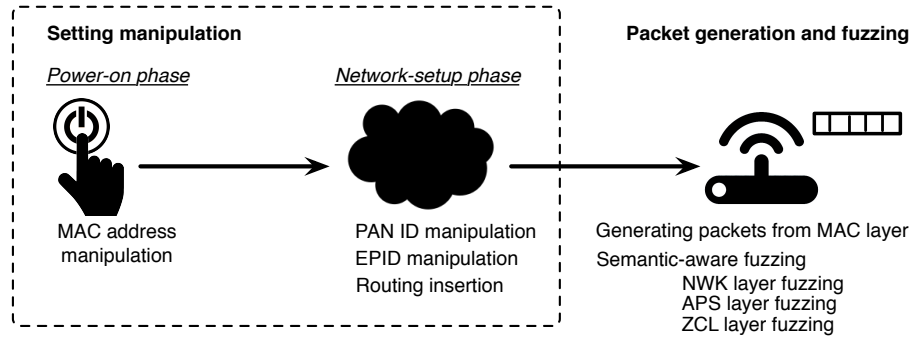 Setting manipulation
Power-on phase
MAC address
manipulation
Network-setup phase
PAN ID manipulation
EPID manipulation
Routing insertion
Packet generation and fuzzing
Generating packets from MAC layer
Semantic-aware fuzzing
NWK layer fuzzing
APS layer fuzzing
ZCL layer fuzzing